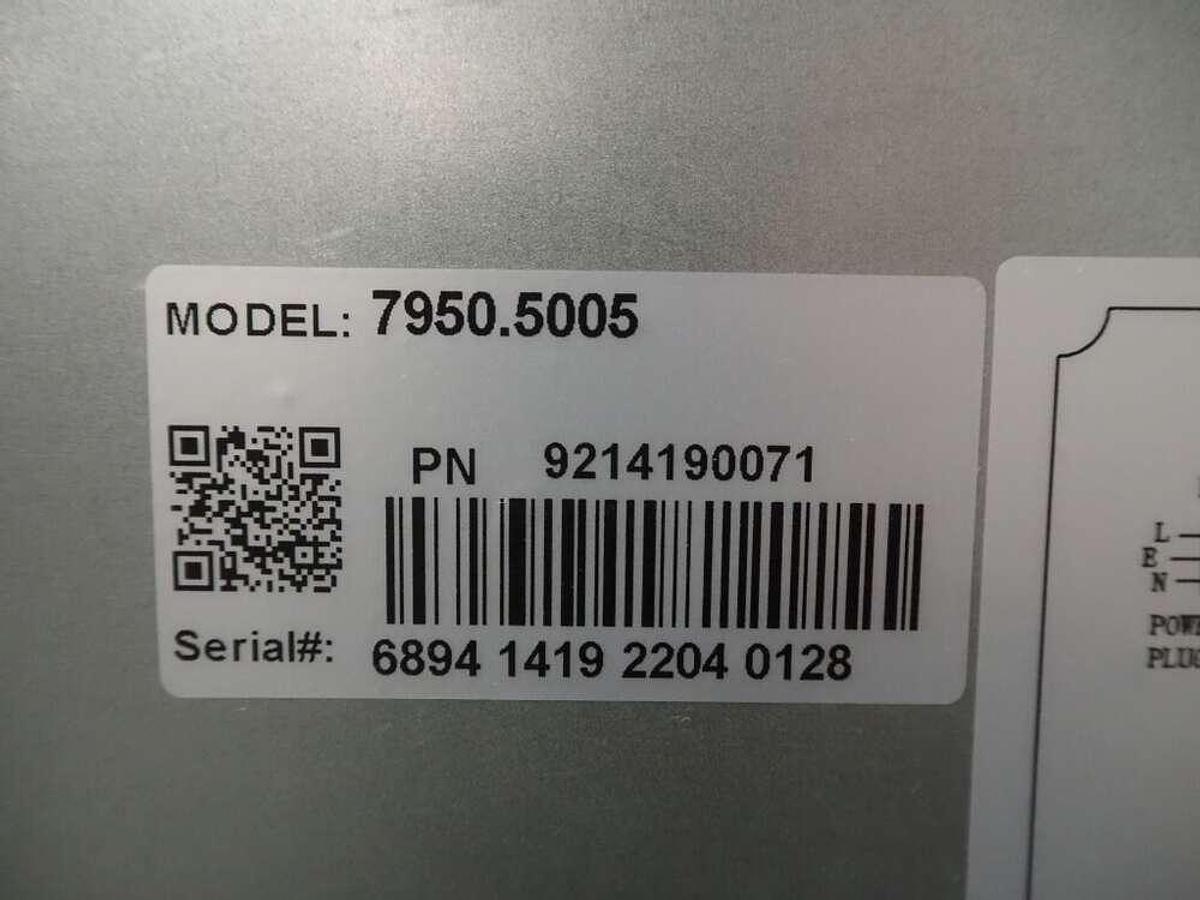 MODEL: 7950.5005
PN 9214190071
Serial#: 6894 1419 2204 0128
L
E
N